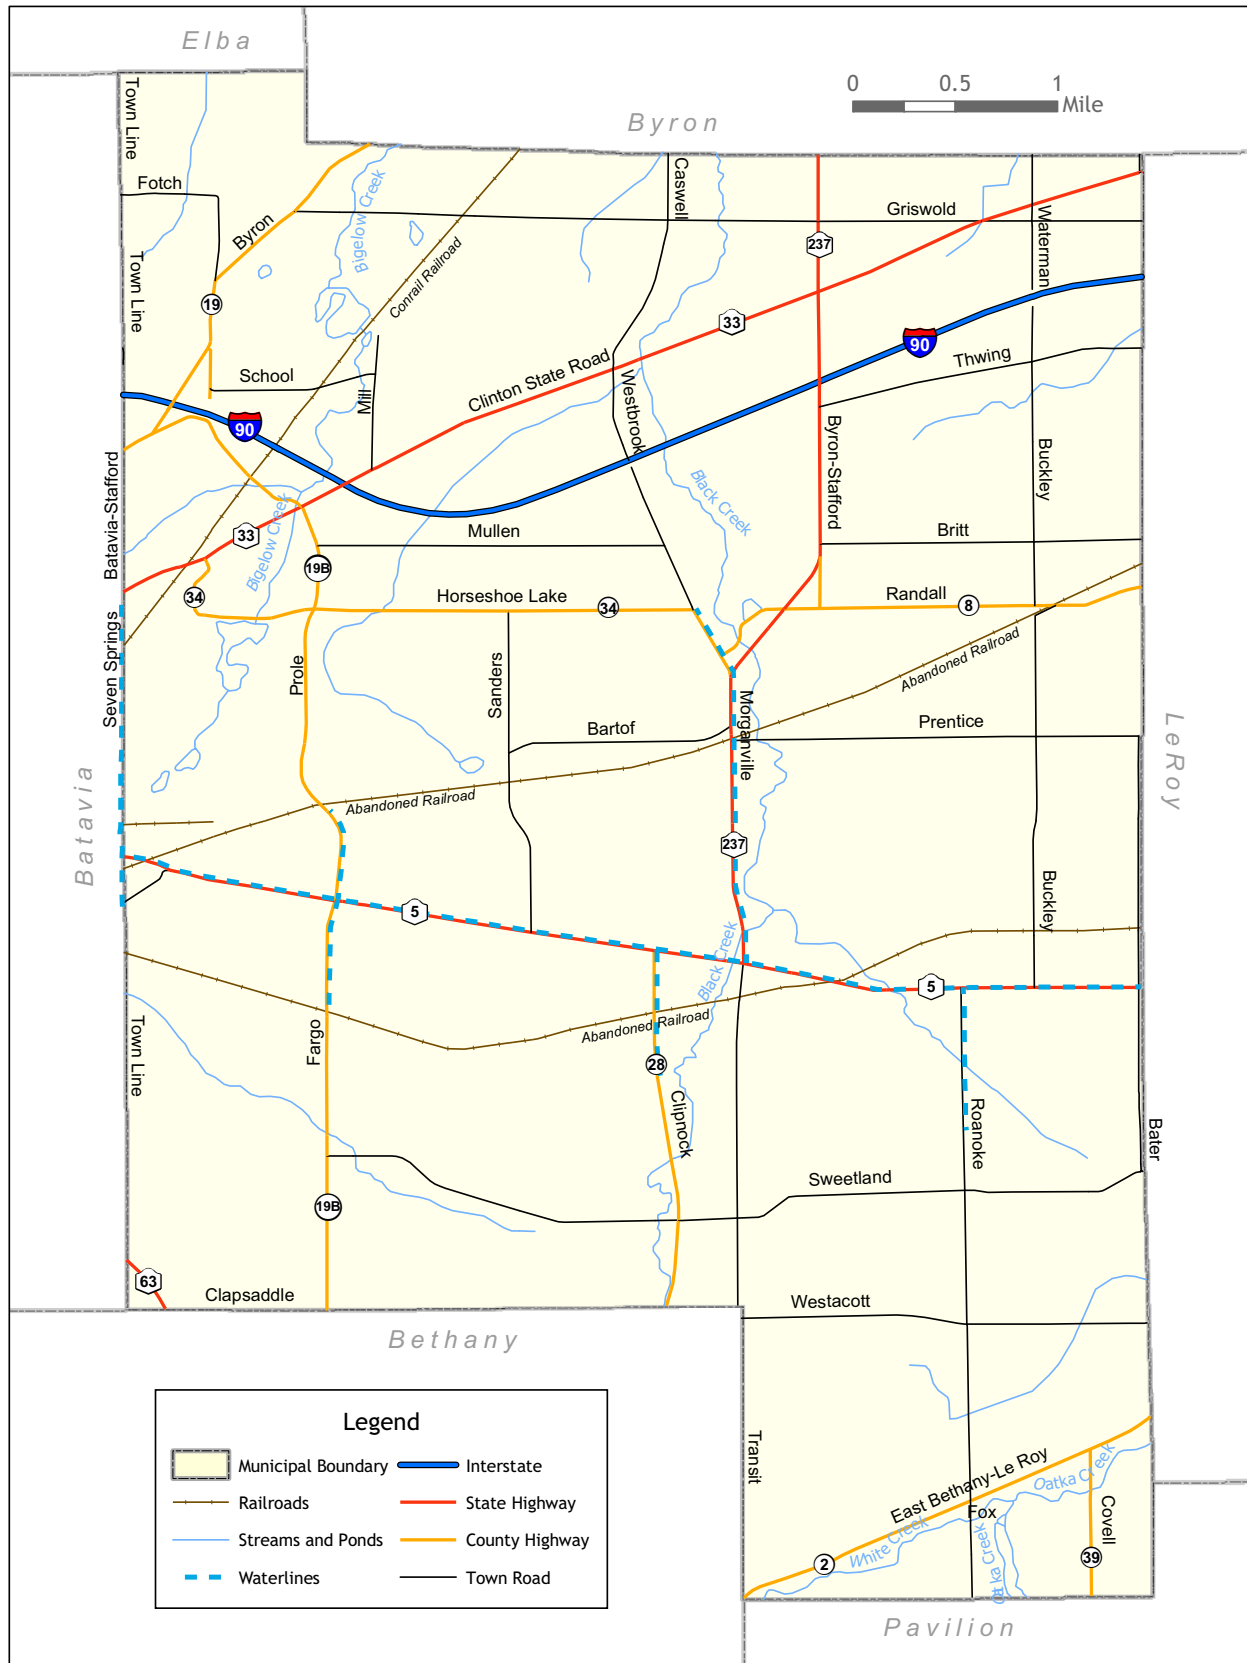 Elba
Byron
0 0.5 1
Mile
Town Line
Fotch
Byron
Bigelow Creek
Conrail Railroad
Caswell
Griswold
Waterman
237
Town Line
19
33
90
Thwing
School
Mill
Clinton State Road
Westbrook
90
Byron-Stafford
Buckley
Batavia-Stafford
Black Creek
33
Bigelow Creek
Mullen
Britt
19B
34
Horseshoe Lake
34
Randall
8
Seven Springs
Prole
Sanders
Abandoned Railroad
Bartof
Morganville
Prentice
LeRoy
Batavia
Abandoned Railroad
237
5
Buckley
Black Creek
5
Town Line
Fargo
Abandoned Railroad
28
Clipnock
Roanoke
Bater
Sweetland
19B
63
Clapsaddle
Westacott
Bethany
Legend
Municipal Boundary
Interstate
Railroads
State Highway
Streams and Ponds
County Highway
Waterlines
Town Road
Transit
East Bethany-Le Roy
Oatka Creek
Fox
Covell
White Creek
Oatka Creek
2
39
Pavilion